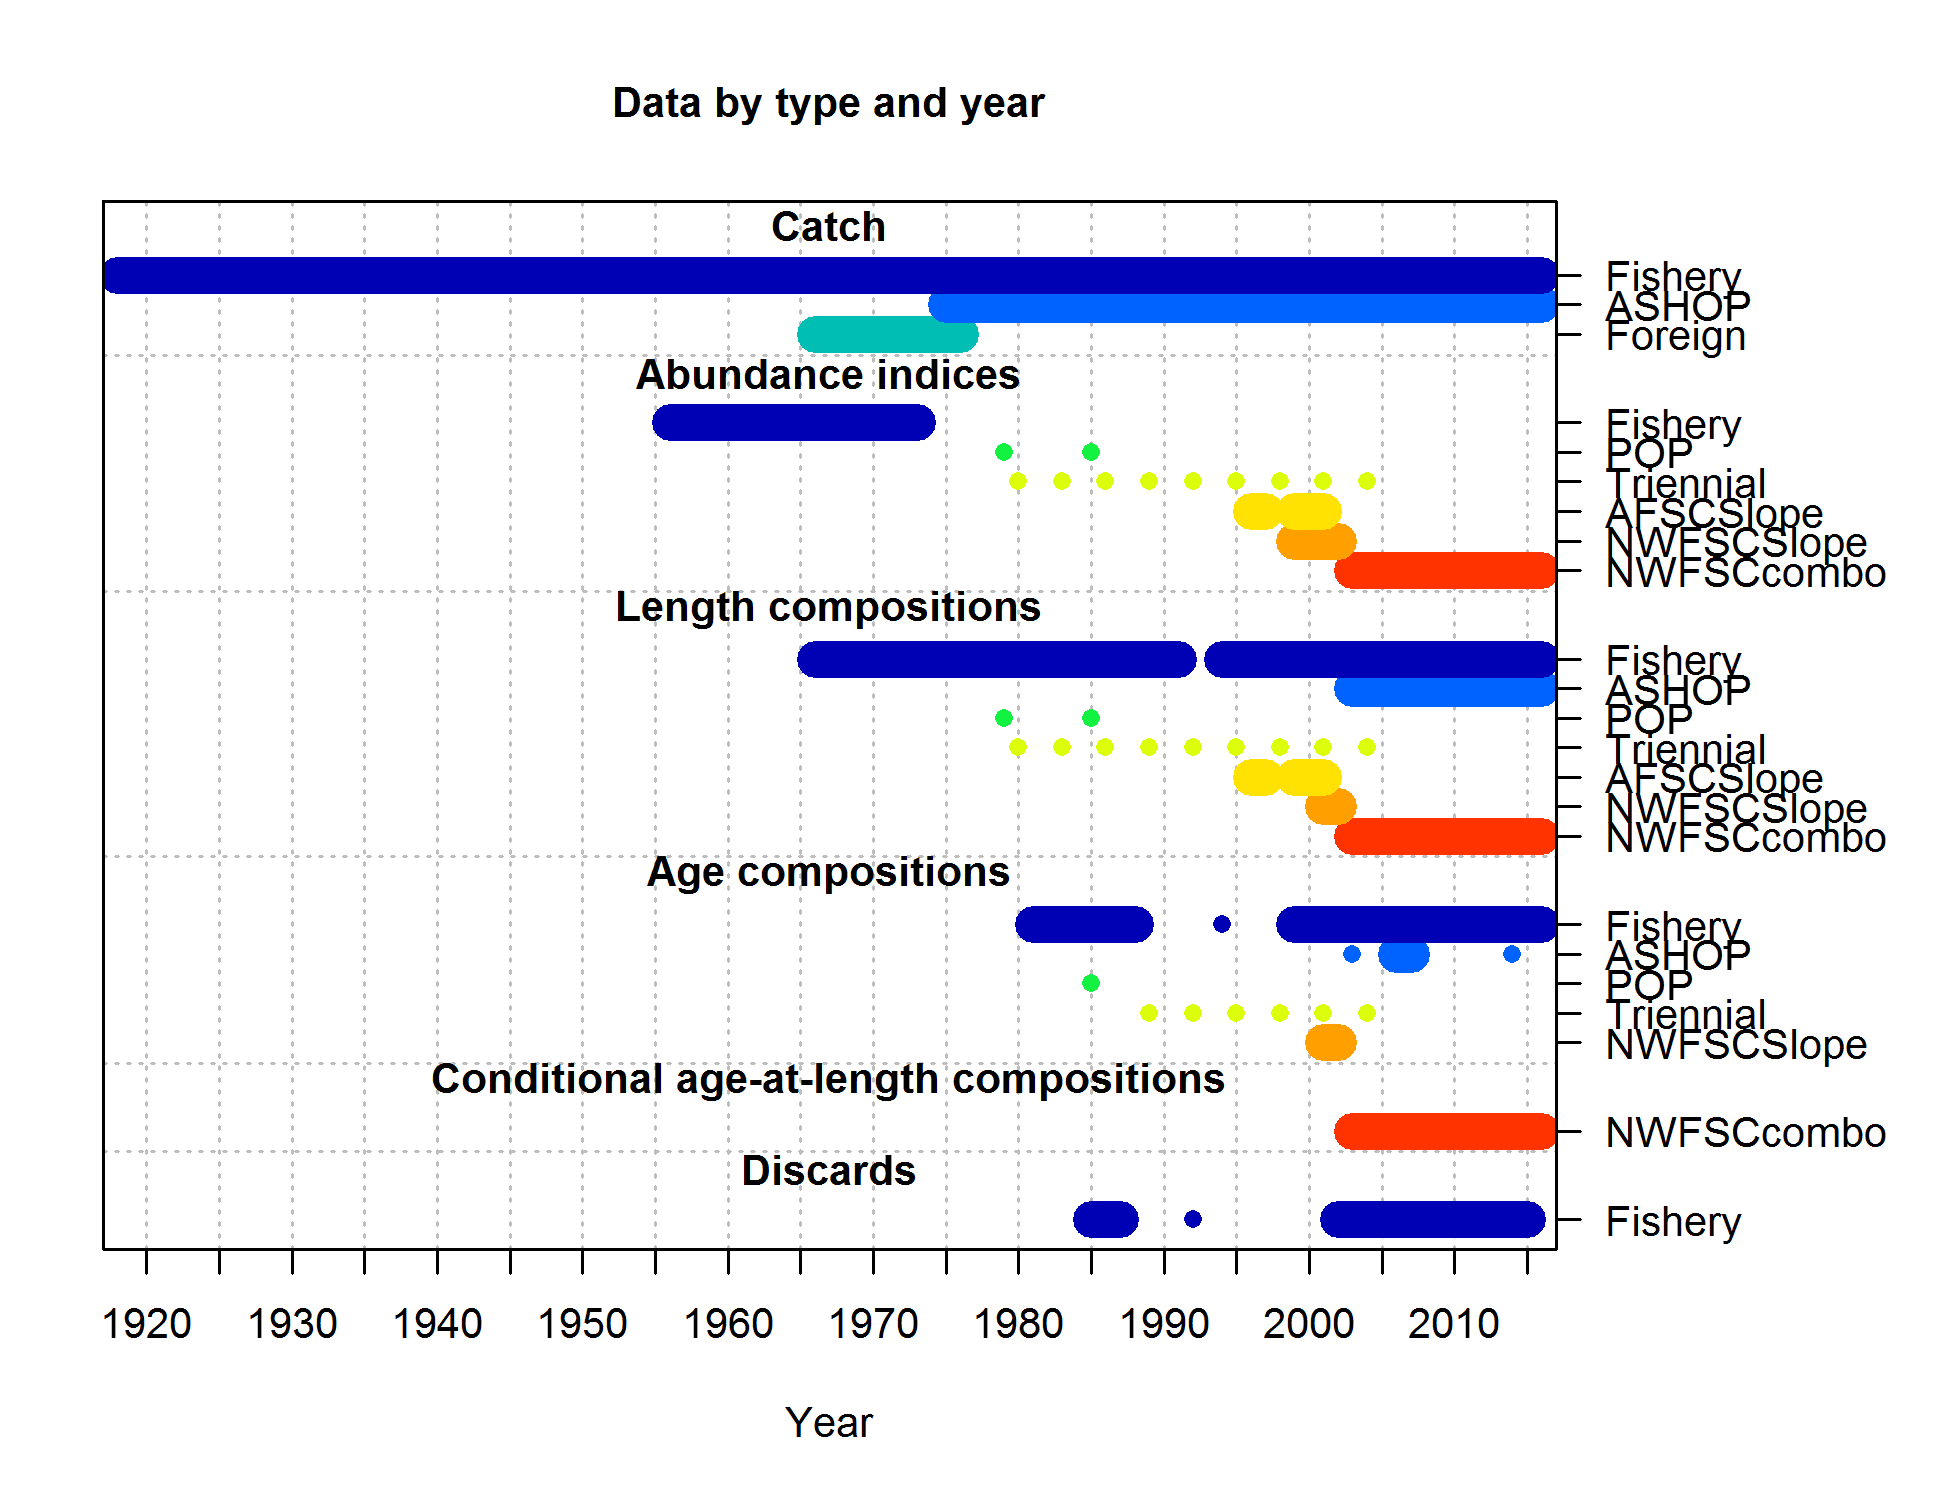 Data by type and year
Catch
Fishery
ASHOP
Foreign
Abundance indices
Fishery
POP
Triennial
AFSCSlope
NWFSCSlope
NWFSCcombo
Length compositions
Fishery
ASHOP
POP
Triennial
AFSCSlope
NWFSCSlope
NWFSCcombo
Age compositions
Fishery
ASHOP
POP
Triennial
NWFSCSlope
Conditional age-at-length compositions
NWFSCcombo
Discards
Fishery
1920 1930 1940 1950 1960 1970 1980 1990 2000 2010
Year